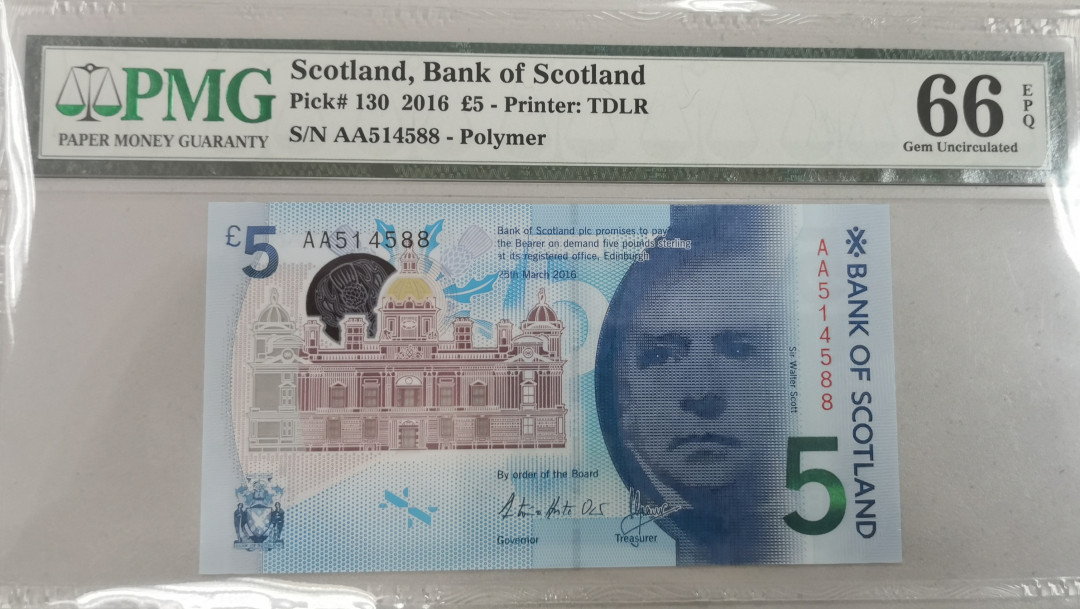 PMG
PAPER MONEY GUARANTY
Scotland, Bank of Scotland
Pick# 130 2016 £5 - Printer: TDLR
S/N AA514588 - Polymer
66
EPQ
Gem Uncirculated
£5
AA514588
Bank of Scotland plc promises to pay
the Bearer on demand five pounds sterling
at its registered office, Edinburgh
25th March 2016
By order of the Board
Governor
Treasurer
Sir Walter Scott
AA514588
BANK OF SCOTLAND
5